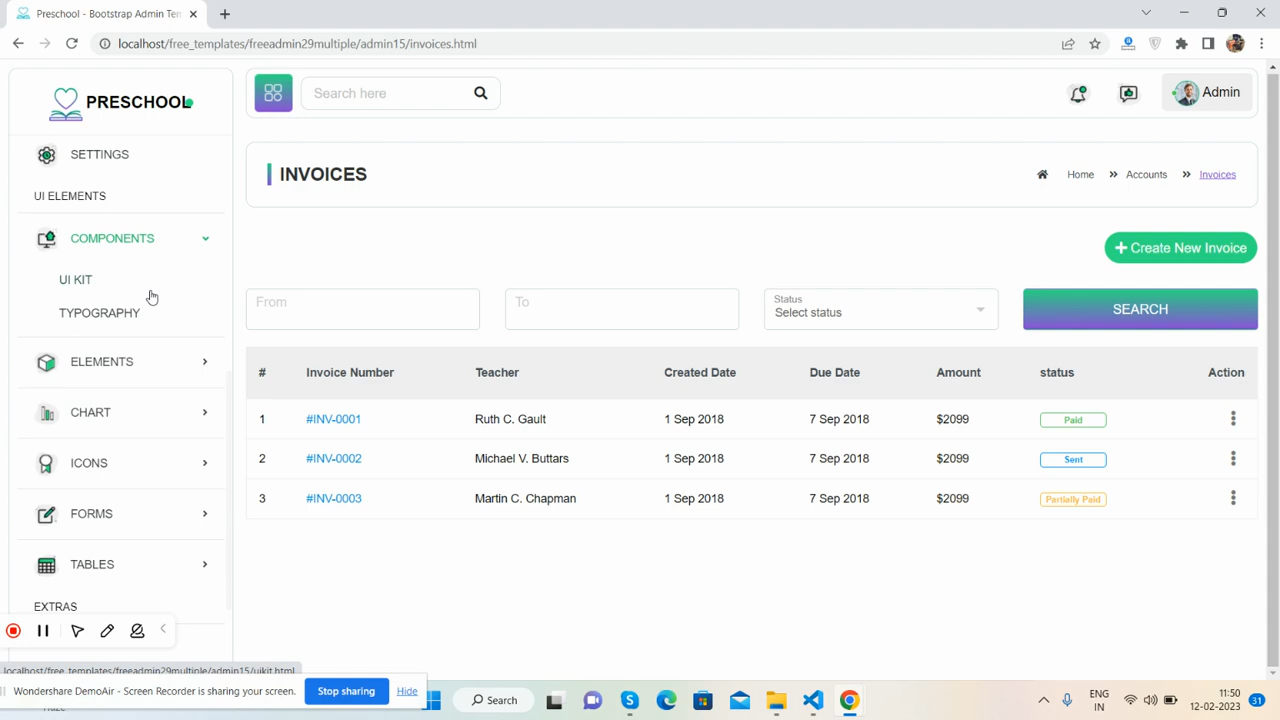 Preschool - Bootstrap Admin Tem
localhost/free_templates/freeadmin29multiple/admin15/invoices.html
PRESCHOOL
Search here
Admin
SETTINGS
UI ELEMENTS
COMPONENTS
UI KIT
TYPOGRAPHY
ELEMENTS
CHART
ICONS
FORMS
TABLES
EXTRAS
INVOICES
Home » Accounts » Invoices
+ Create New Invoice
From
To
Status
Select status
SEARCH
# Invoice Number Teacher Created Date Due Date Amount status Action
1 #INV-0001 Ruth C. Gault 1 Sep 2018 7 Sep 2018 $2099 Paid
2 #INV-0002 Michael V. Buttars 1 Sep 2018 7 Sep 2018 $2099 Sent
3 #INV-0003 Martin C. Chapman 1 Sep 2018 7 Sep 2018 $2099 Partially Paid
localhost/free_templates/freeadmin29multiple/admin15/uikit.html
Wondershare DemoAir - Screen Recorder is sharing your screen.
Stop sharing
Hide
Search
ENG
IN
11:50
12-02-2023
31